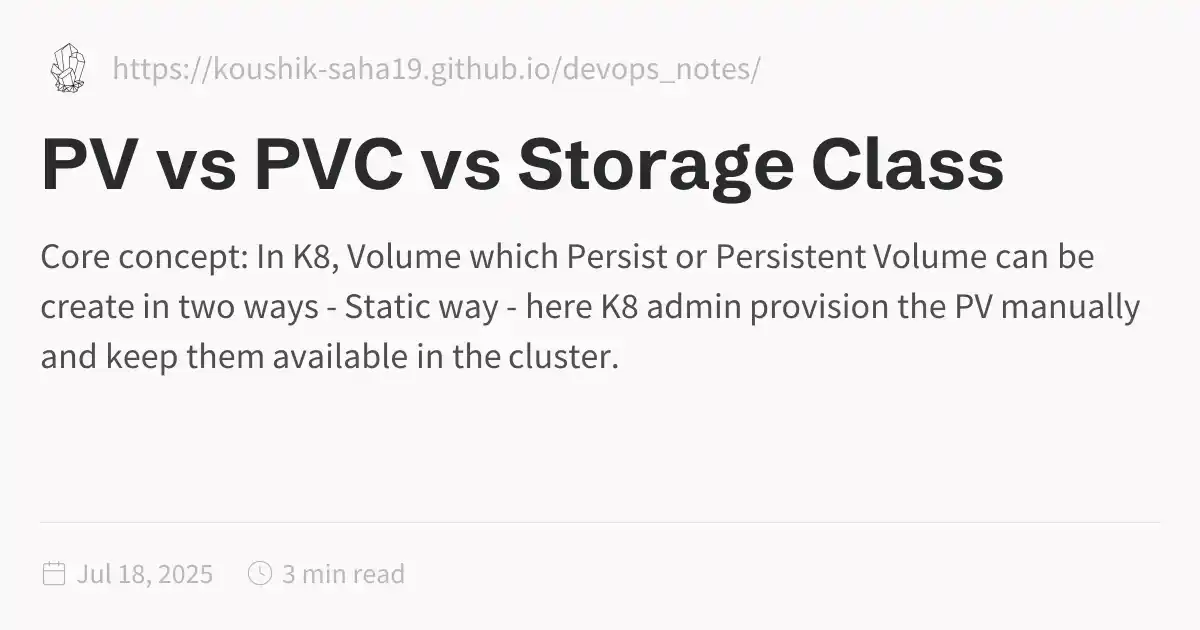 https://koushik-saha19.github.io/devops_notes/
PV vs PVC vs Storage Class
Core concept: In K8, Volume which Persist or Persistent Volume can be
create in two ways - Static way - here K8 admin provision the PV manually
and keep them available in the cluster.
Jul 18, 2025 3 min read